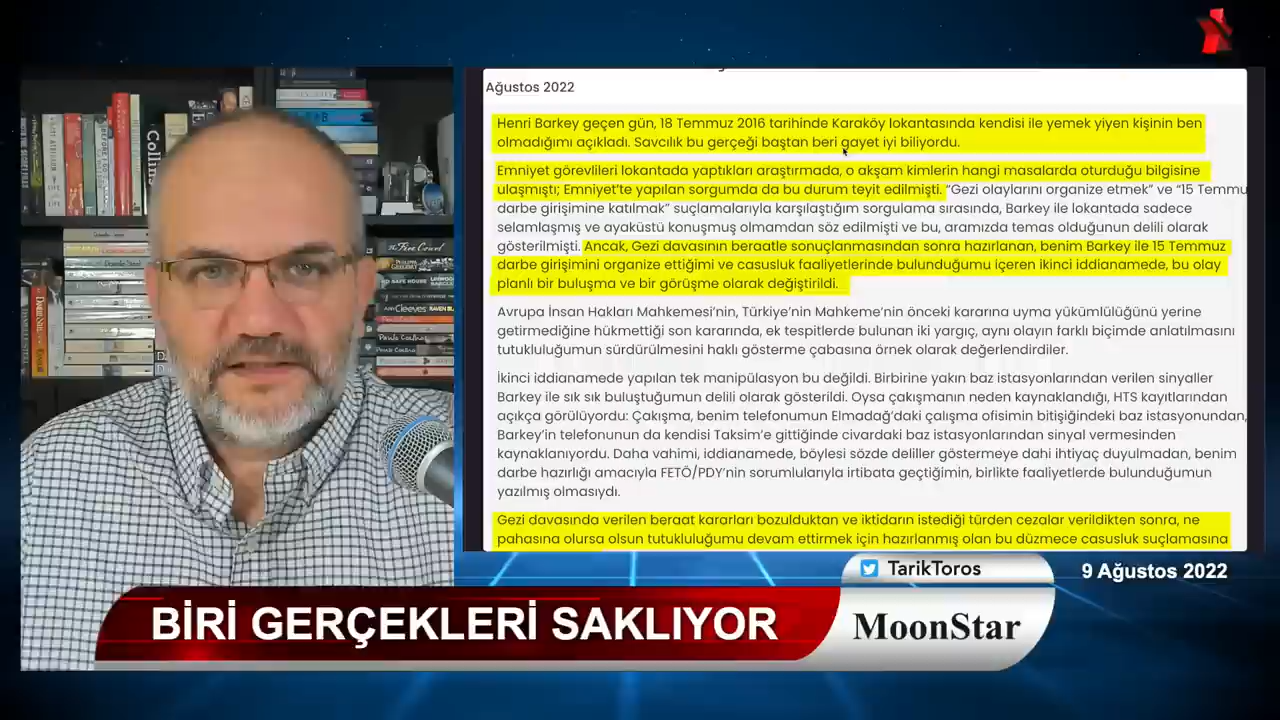 Ağustos 2022
Henri Barkey geçen gün, 18 Temmuz 2016 tarihinde Karaköy lokantasında kendisi ile yemek yiyen kişinin ben
olmadığımı açıkladı. Savcılık bu gerçeği baştan beri gayet iyi biliyordu.
Emniyet görevlileri lokantada yaptıkları araştırmada, o akşam kimlerin hangi masalarda oturduğu bilgisine
ulaşmıştı; Emniyet'te yapılan sorgumda da bu durum teyit edilmişti. "Gezi olaylarını organize etmek" ve "15 Temmu
darbe girişimine katılmak" suçlamalarıyla karşılaştığım sorgulama sırasında, Barkey ile lokantada sadece
selamlaşmış ve ayaküstü konuşmuş olmamdan söz edilmişti ve bu, aramızda temas olduğunun delili olarak
gösterilmişti. Ancak, Gezi davasının beraatle sonuçlanmasından sonra hazırlanan, benim Barkey ile 15 Temmuz
darbe girişimini organize ettiğimi ve casusluk faaliyetlerinde bulunduğumu içeren ikinci iddianamede, bu olay
planlı bir buluşma ve bir görüşme olarak değiştirildi.
Avrupa İnsan Hakları Mahkemesi'nin, Türkiye'nin Mahkeme'nin önceki kararına uyma yükümlülüğünü yerine
getirmediğine hükmettiği son kararında, ek tespitlerde bulunan iki yargıç, aynı olayın farklı biçimde anlatılmasını
tutukluluğumun sürdürülmesini haklı gösterme çabasına örnek olarak değerlendirdiler.
İkinci iddianamede yapılan tek manipülasyon bu değildi. Birbirine yakın baz istasyonlarından verilen sinyaller
Barkey ile sık sık buluştuğumun delili olarak gösterildi. Oysa çakışmanın neden kaynaklandığı, HTS kayıtlarından
açıkça görülüyordu: Çakışma, benim telefonumun Elmadağ'daki çalışma ofisimin bitişiğindeki baz istasyonundan,
Barkey'in telefonunun da kendisi Taksim'e gittiğinde civardaki baz istasyonlarından sinyal vermesinden
kaynaklanıyordu. Daha vahimi, iddianamede, böylesi sözde deliller göstermeye dahi ihtiyaç duyulmadan, benim
darbe hazırlığı amacıyla FETÖ/PDY'nin sorumlularıyla irtibata geçtiğimin, birlikte faaliyetlerde bulunduğumun
yazılmış olmasıydı.
Gezi davasında verilen beraat kararları bozulduktan ve iktidarın istediği türden cezalar verildikten sonra, ne
pahasına olursa olsun tutukluluğumu devam ettirmek için hazırlanmış olan bu düzmece casusluk suçlamasına
TarikToros
9 Ağustos 2022
BİRİ GERÇEKLERİ SAKLIYOR
MoonStar